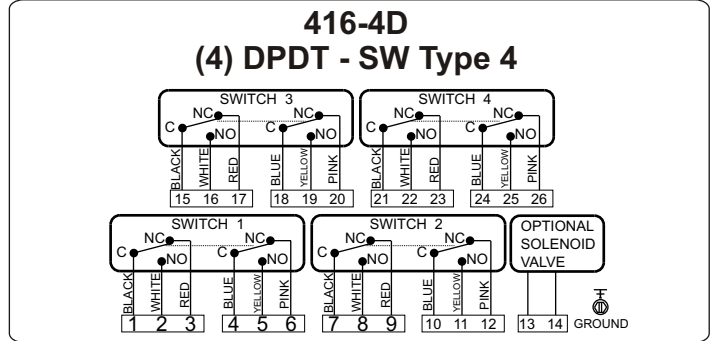 416-4D
(4) DPDT - SW Type 4
SWITCH 3
NC NC
C NO C NO
BLACK WHITE RED BLUE YELLOW PINK
15 16 17 18 19 20
SWITCH 4
NC NC
C NO C NO
BLACK WHITE RED BLUE YELLOW PINK
21 22 23 24 25 26
SWITCH 1
NC NC
C NO C NO
BLACK WHITE RED BLUE YELLOW PINK
1 2 3 4 5 6
SWITCH 2
NC NC
C NO C NO
BLACK WHITE RED BLUE YELLOW PINK
7 8 9 10 11 12
OPTIONAL
SOLENOID
VALVE
13 14 GROUND